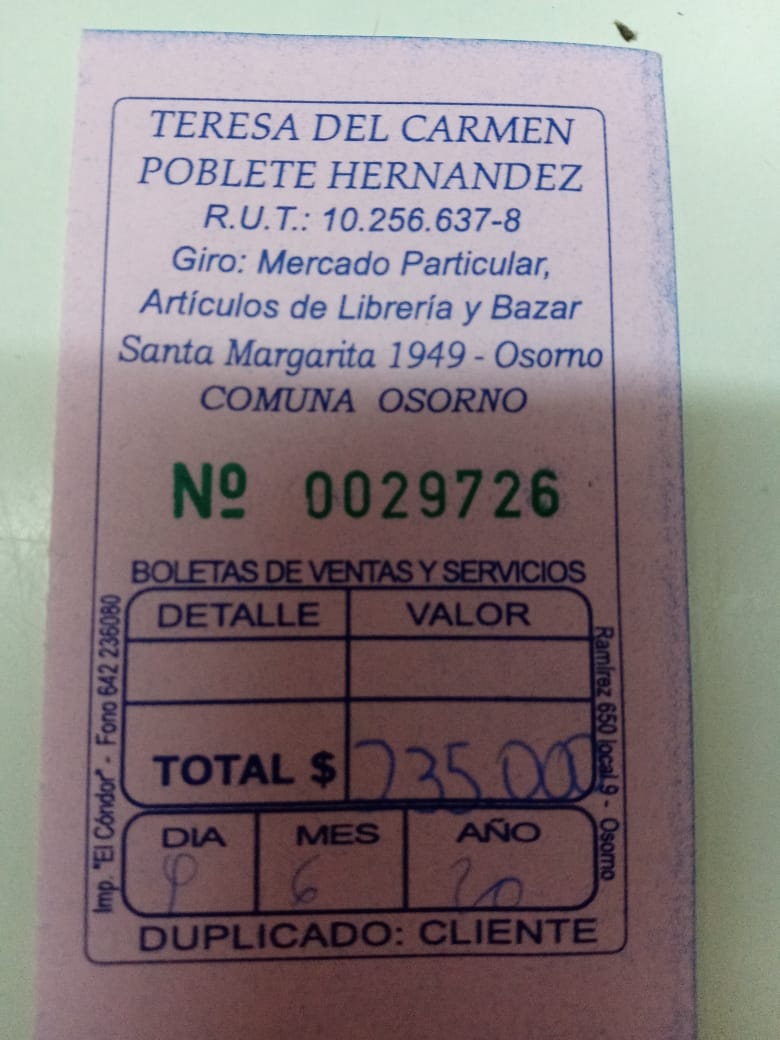 TERESA DEL CARMEN
POBLETE HERNANDEZ
R.U.T.: 10.256.637-8
Giro: Mercado Particular,
Artículos de Librería y Bazar
Santa Margarita 1949 - Osorno
COMUNA OSORNO
Nº 0029726
BOLETAS DE VENTAS Y SERVICIOS
DETALLE VALOR
TOTAL $ 235.000
DIA MES AÑO
9 6 20
DUPLICADO: CLIENTE
Imp. "El Cóndor" - Fono 642 236080
Ramírez 650 local 9 - Osorno